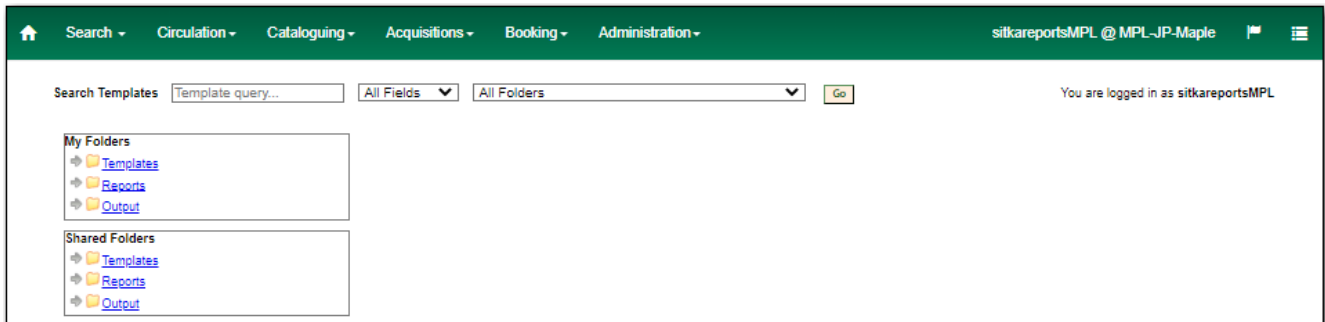 Search Circulation Cataloguing Acquisitions Booking Administration sitkareportsMPL @ MPL-JP-Maple
Search Templates Template query... All Fields All Folders Go You are logged in as sitkareportsMPL
My Folders
Templates
Reports
Output
Shared Folders
Templates
Reports
Output